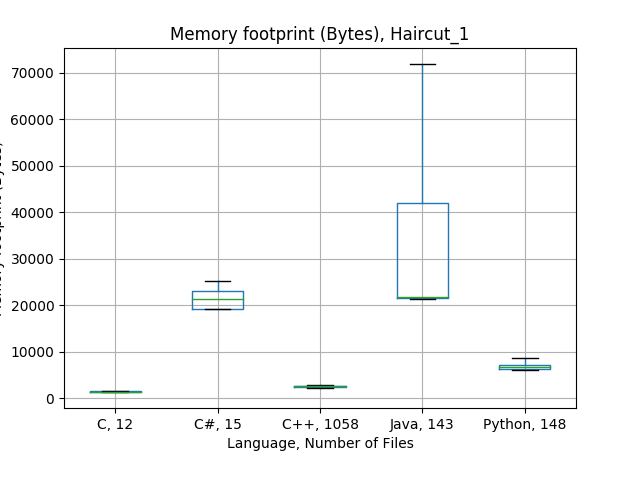 Memory footprint (Bytes), Haircut_1
70000
60000
50000
40000
30000
20000
10000
0
C, 12 C#, 15 C++, 1058 Java, 143 Python, 148
Language, Number of Files